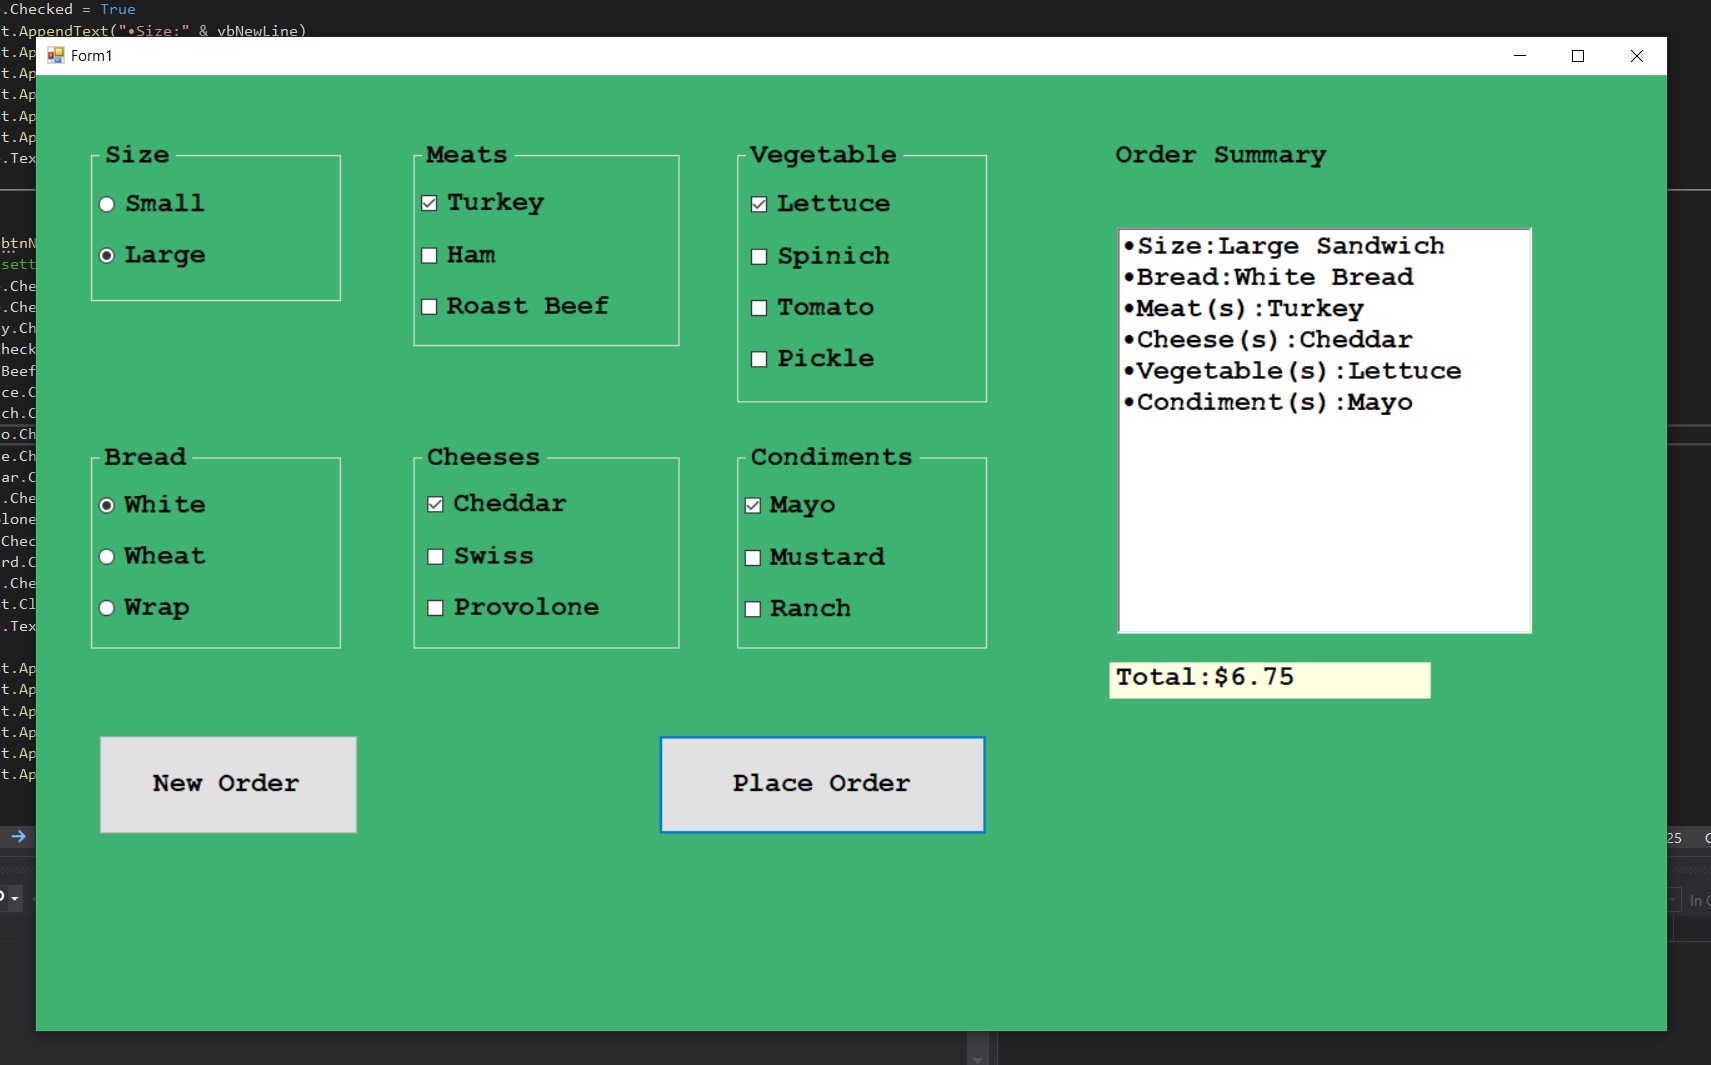 .Checked = True
t.AppendText("•Size:" & vbNewLine)
Form1
t.Ap
t.Ap
t.Ap
t.Ap
t.Ap
.Tex
btnN
sett
.Che
.Che
y.Ch
heck
Beef
ce.C
ch.C
o.Ch
e.Ch
ar.C
.Che
lone
Chec
rd.C
.Che
t.Cl
.Tex
t.Ap
t.Ap
t.Ap
t.Ap
t.Ap
t.Ap
Size
Small
Large
Meats
Turkey
Ham
Roast Beef
Vegetable
Lettuce
Spinich
Tomato
Pickle
Order Summary
•Size:Large Sandwich
•Bread:White Bread
•Meat(s):Turkey
•Cheese(s):Cheddar
•Vegetable(s):Lettuce
•Condiment(s):Mayo
Bread
White
Wheat
Wrap
Cheeses
Cheddar
Swiss
Provolone
Condiments
Mayo
Mustard
Ranch
Total:$6.75
New Order
Place Order
25
In